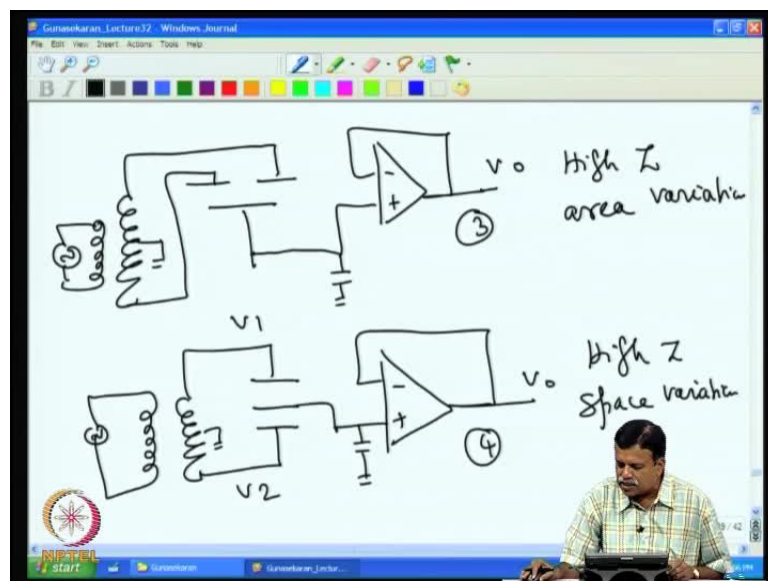 Gunasekaran_Lecture32 - Windows Journal
File Edit View Insert Actions Tools Help
B I
High Z
area variation
V0
-
+
3
V1
High Z
space variation
V0
-
+
4
V2
NPTEL
start
Gunasekaran
Gunasekaran_Lectur...